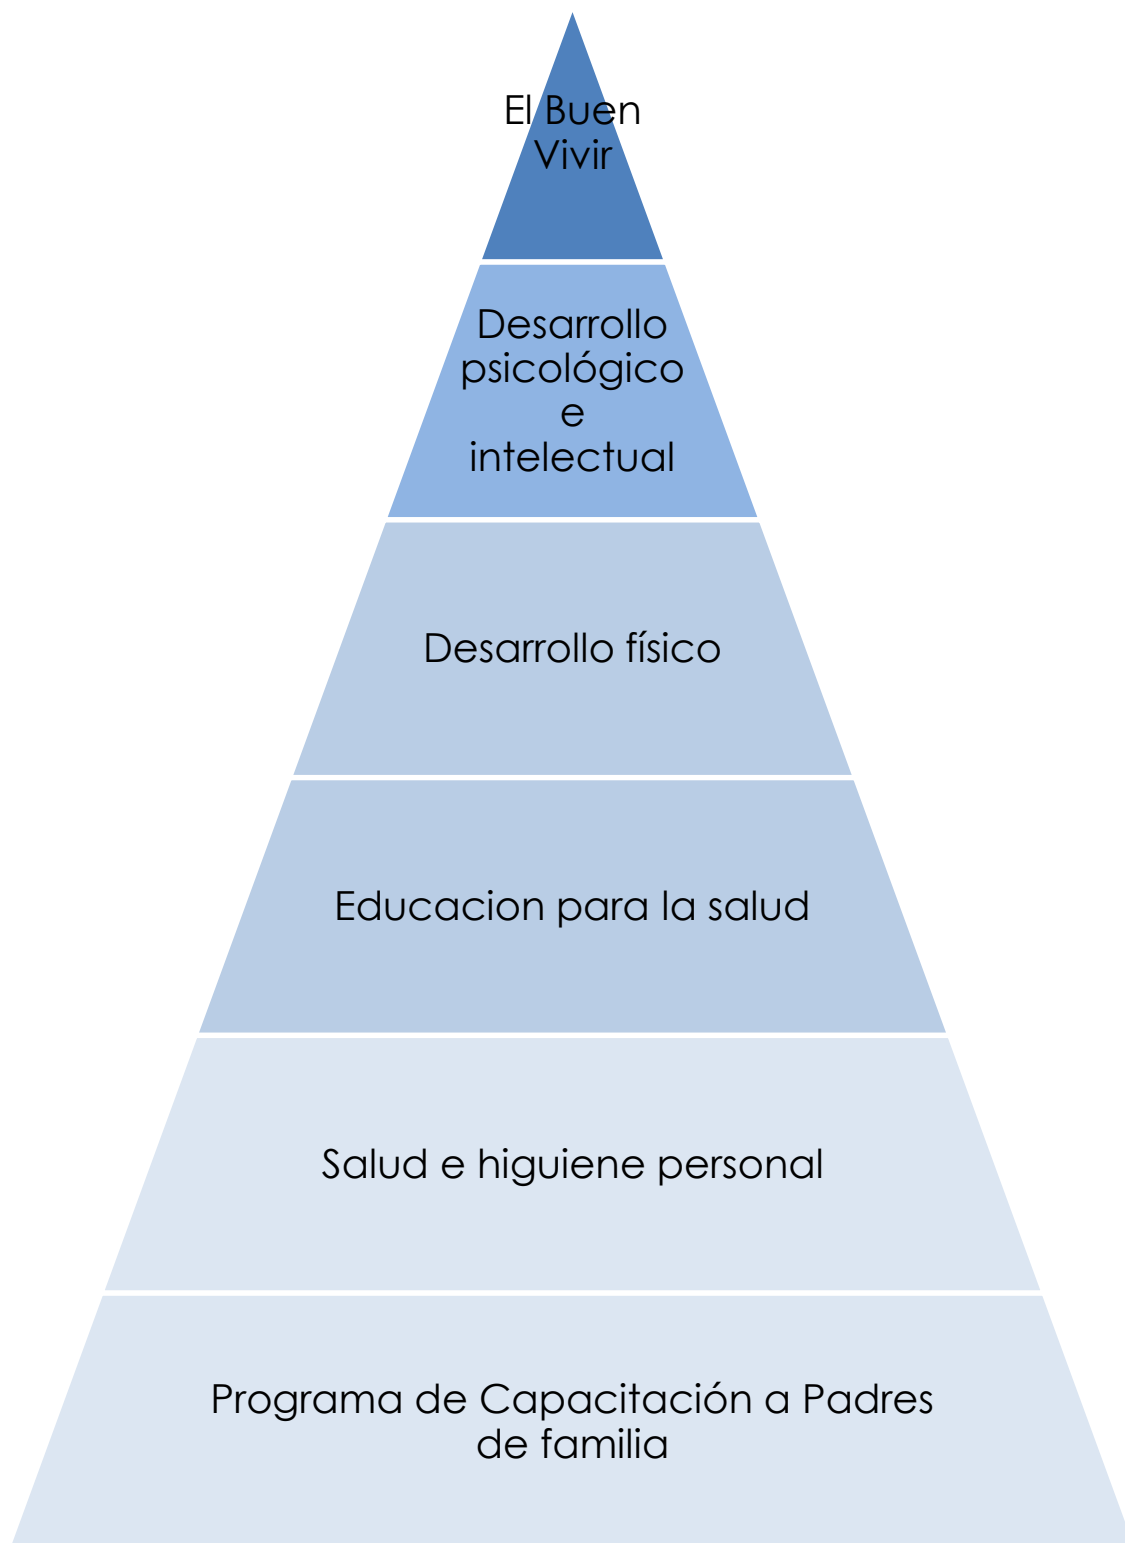 El Buen
Vivir
Desarrollo
psicológico
e
intelectual
Desarrollo físico
Educacion para la salud
Salud e higuiene personal
Programa de Capacitación a Padres
de familia